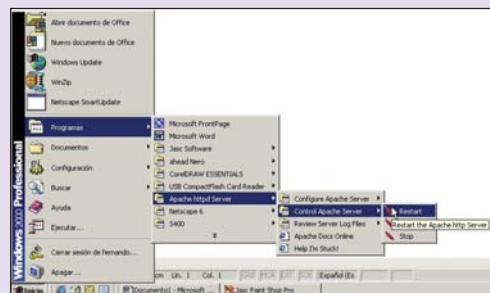 Abrir documento de Office
Nuevo documento de Office
Windows Update
WinZip
Netscape SmartUpdate
Programas
Documentos
Configuración
Buscar
Ayuda
Ejecutar...
Cerrar sesión de fernando...
Apagar...
Windows 2000 Professional
Microsoft FrontPage
Microsoft Word
Jasc Software
ahead Nero
CorelDRAW ESSENTIALS
USB CompactFlash Card Reader
Apache httpd Server
Netscape 6
S400
Configure Apache Server
Control Apache Server
Review Server Log Files
Apache Docs Online
Help I'm Stuck!
Restart
Restart the Apache http Server
Stop
cm Lín. 1 Col. 1 Español (Es
Inicio Documento1 - Microsoft ... Jasc Paint Shop Pro